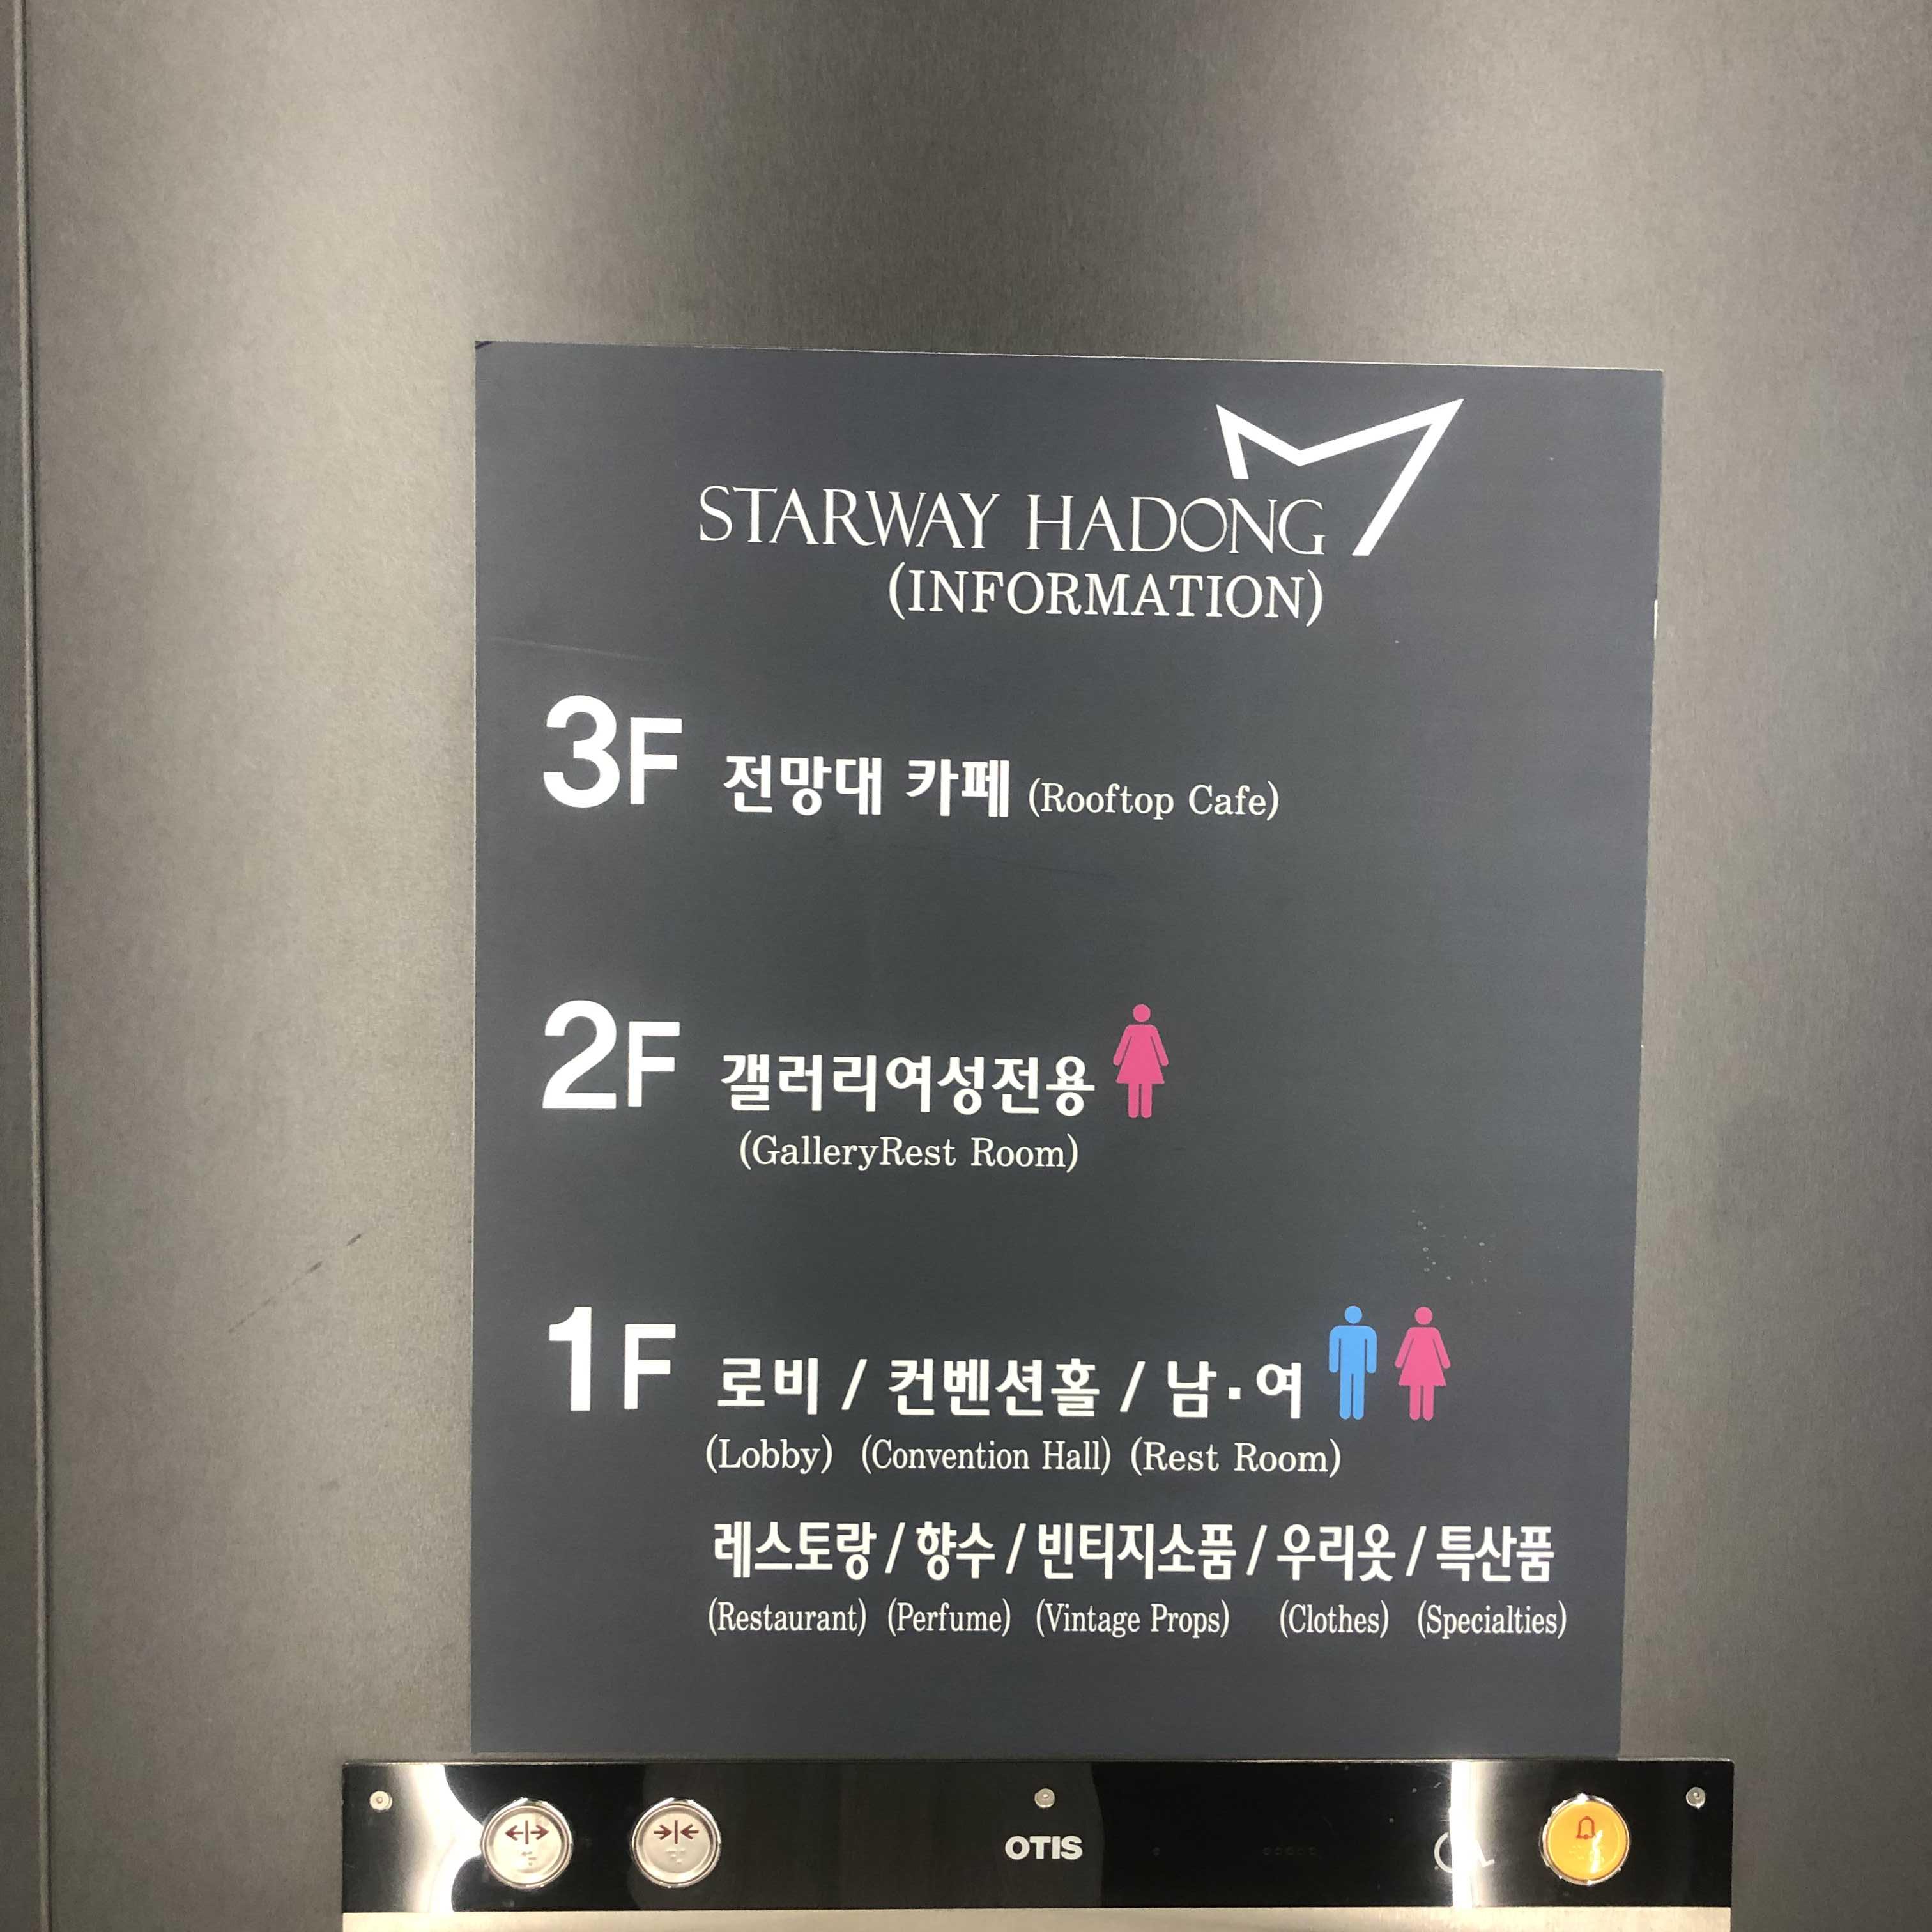 STARWAY HADONG
(INFORMATION)
3F 전망대 카페 (Rooftop Cafe)
2F 갤러리여성전용
(GalleryRest Room)
1F 로비 / 컨벤션홀 / 남·여
(Lobby) (Convention Hall) (Rest Room)
레스토랑 / 향수 / 빈티지소품 / 우리옷 / 특산품
(Restaurant) (Perfume) (Vintage Props) (Clothes) (Specialties)
OTIS